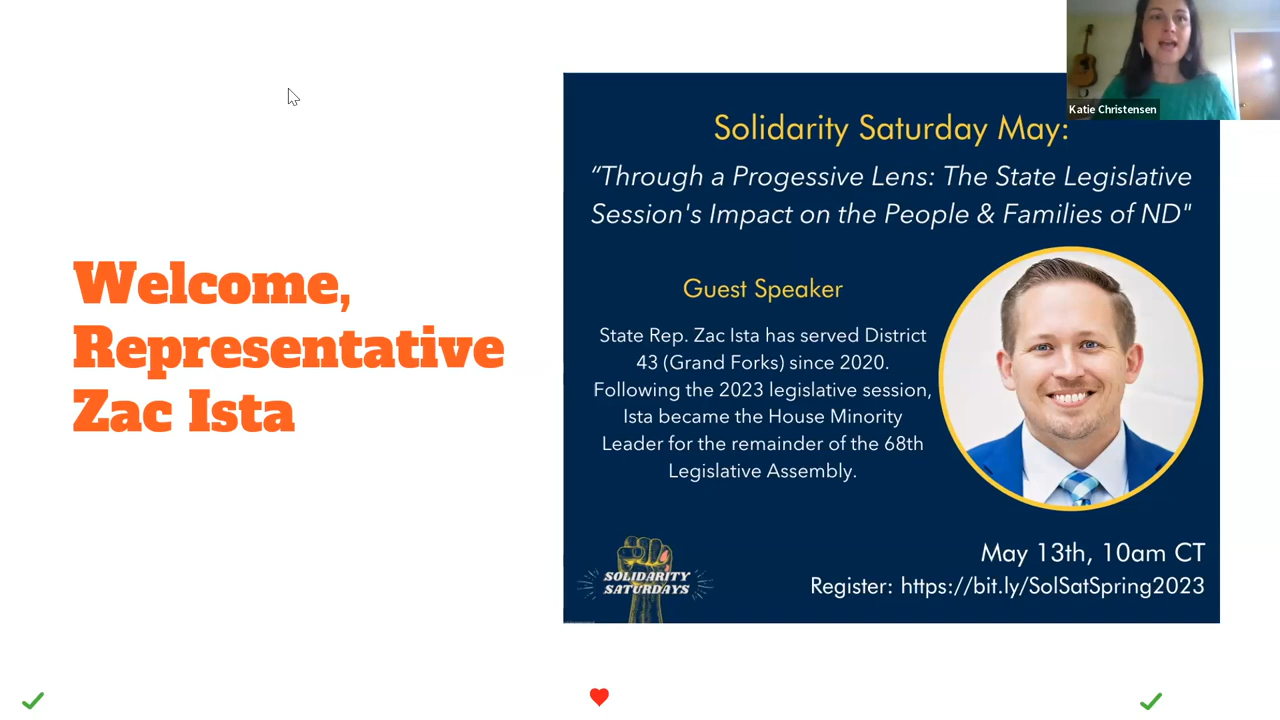 Katie Christensen
Welcome,
Representative
Zac Ista
Solidarity Saturday May:
“Through a Progessive Lens: The State Legislative
Session's Impact on the People & Families of ND"
Guest Speaker
State Rep. Zac Ista has served District
43 (Grand Forks) since 2020.
Following the 2023 legislative session,
Ista became the House Minority
Leader for the remainder of the 68th
Legislative Assembly.
SOLIDARITY
SATURDAYS
May 13th, 10am CT
Register: https://bit.ly/SolSatSpring2023